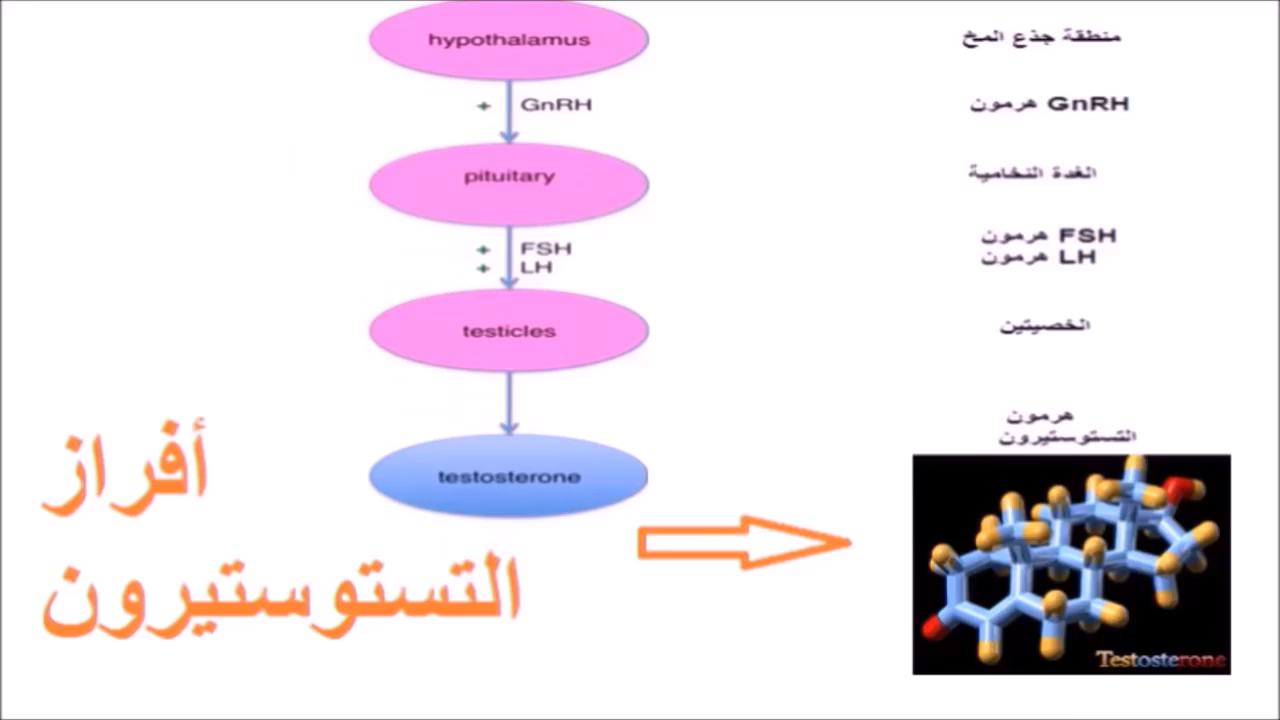 hypothalamus
منطقة جذع المخ
GnRH
هرمون GnRH
pituitary
الغدة النخامية
FSH
LH
هرمون FSH
هرمون LH
testicles
الخصيتين
هرمون
التستوستيرون
testosterone
أفراز
التستوستيرون
Testosterone